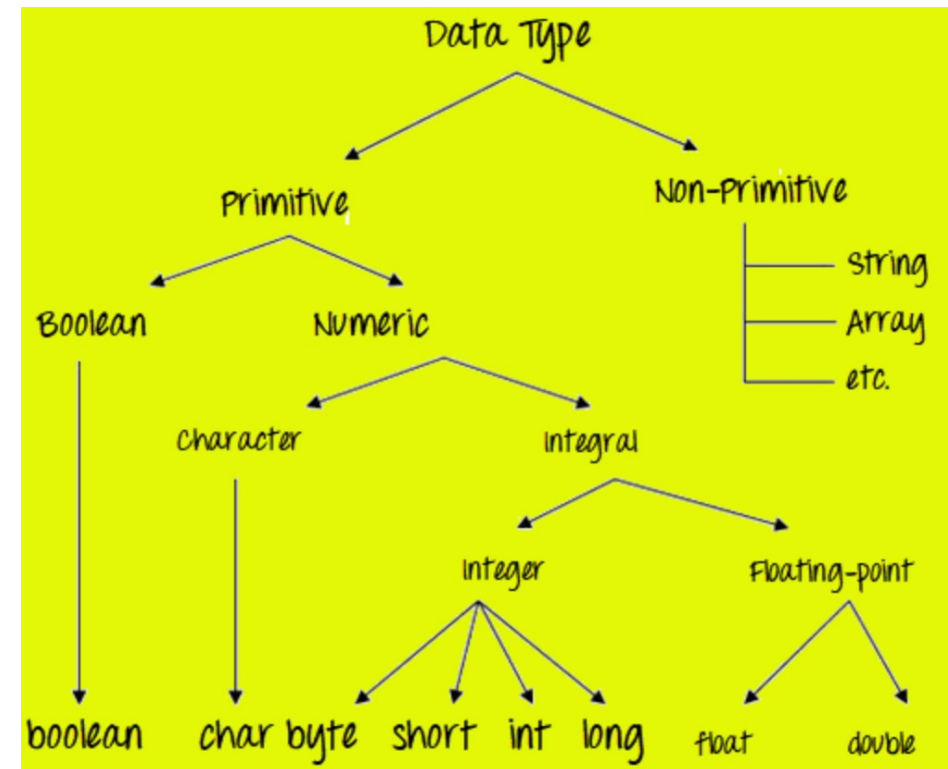 Data Type
Primitive
Non-Primitive
String
Array
etc.
Boolean
Numeric
Character
Integral
Integer
Floating-point
boolean
char
byte
short
int
long
float
double